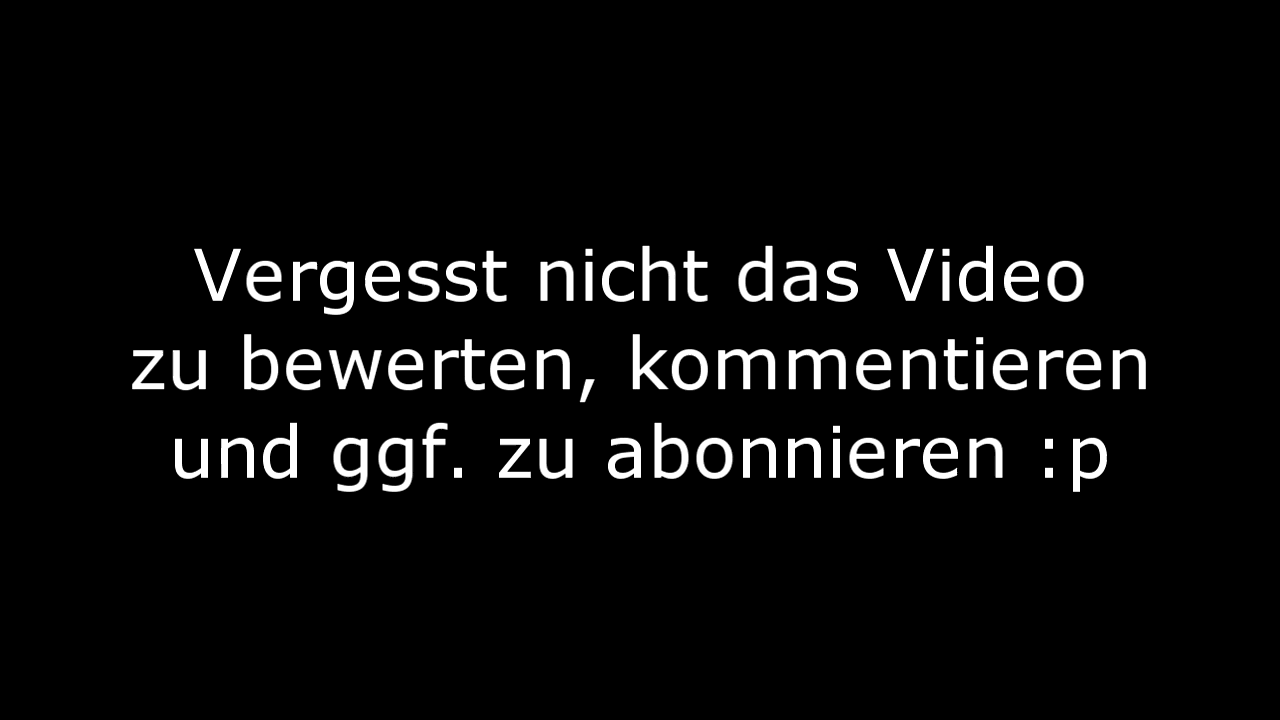 Vergesst nicht das Video
zu bewerten, kommentieren
und ggf. zu abonnieren :p